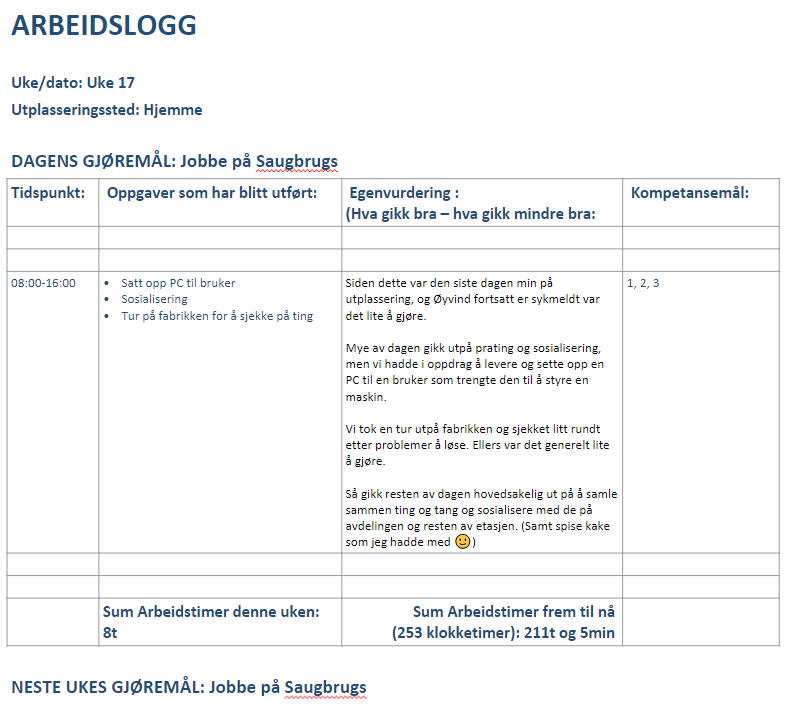 ARBEIDSLOGG
Uke/dato: Uke 17
Utplasseringssted: Hjemme
DAGENS GJØREMÅL: Jobbe på Saugbrugs
Tidspunkt:
Oppgaver som har blitt utført:
Egenvurdering :
(Hva gikk bra – hva gikk mindre bra:
Kompetansemål:
08:00-16:00
• Satt opp PC til bruker
• Sosialisering
• Tur på fabrikken for å sjekke på ting
Siden dette var den siste dagen min på
utplassering, og Øyvind fortsatt er sykmeldt var
det lite å gjøre.
Mye av dagen gikk utpå prating og sosialisering,
men vi hadde i oppdrag å levere og sette opp en
PC til en bruker som trengte den til å styre en
maskin.
Vi tok en tur utpå fabrikken og sjekket litt rundt
etter problemer å løse. Ellers var det generelt lite
å gjøre.
Så gikk resten av dagen hovedsakelig ut på å samle
sammen ting og tang og sosialisere med de på
avdelingen og resten av etasjen. (Samt spise kake
som jeg hadde med 🙂)
1, 2, 3
Sum Arbeidstimer denne uken:
8t
Sum Arbeidstimer frem til nå
(253 klokketimer): 211t og 5min
NESTE UKES GJØREMÅL: Jobbe på Saugbrugs